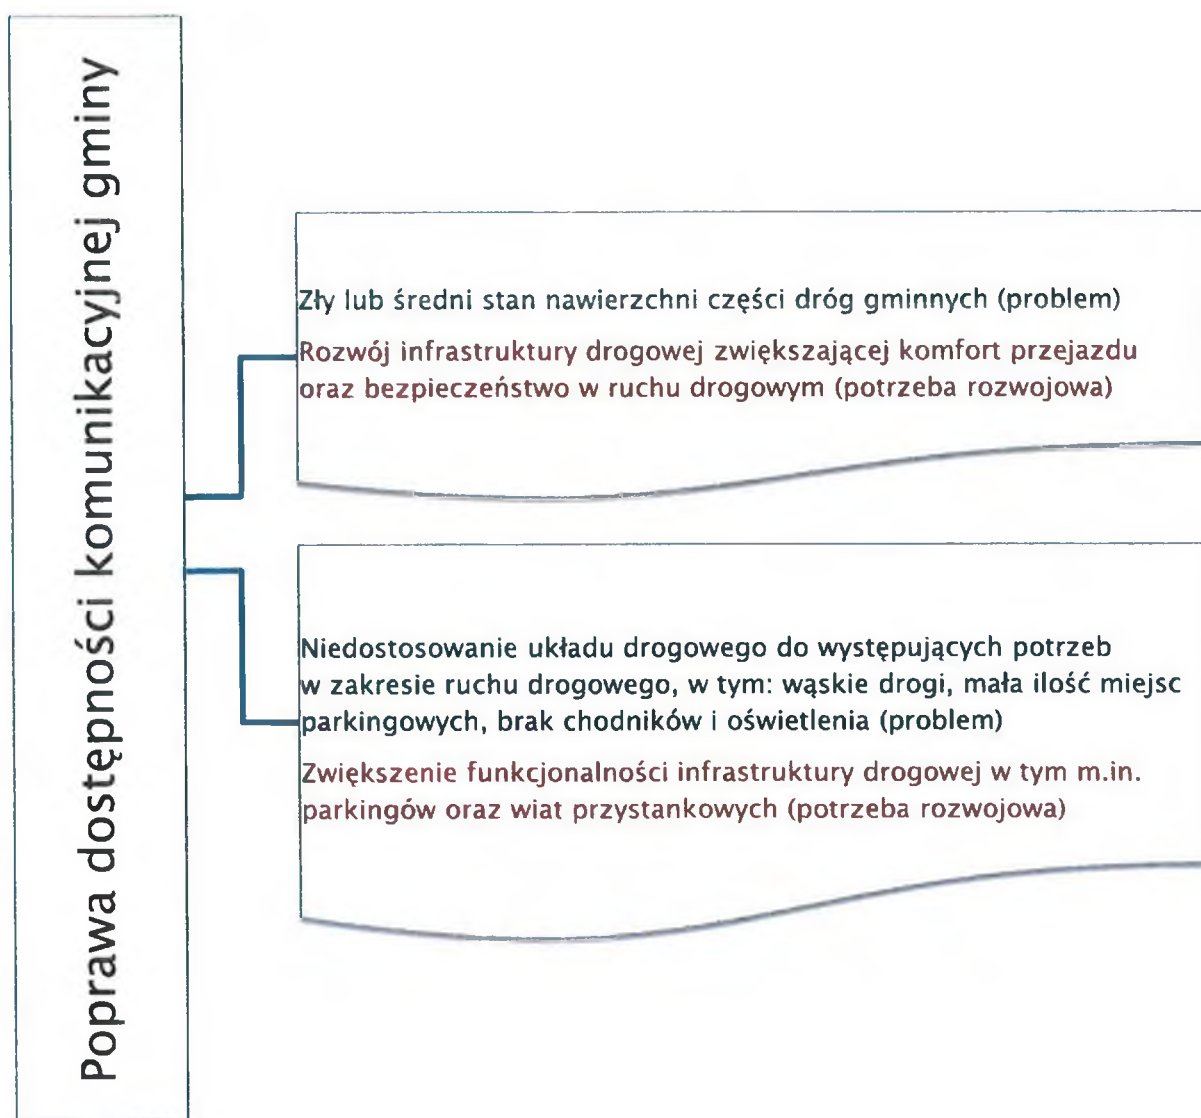 Poprawa dostępności komunikacyjnej gminy
Zły lub średni stan nawierzchni części dróg gminnych (problem)
Rozwój infrastruktury drogowej zwiększającej komfort przejazdu
oraz bezpieczeństwo w ruchu drogowym (potrzeba rozwojowa)
Niedostosowanie układu drogowego do występujących potrzeb
w zakresie ruchu drogowego, w tym: wąskie drogi, mała ilość miejsc
parkingowych, brak chodników i oświetlenia (problem)
Zwiększenie funkcjonalności infrastruktury drogowej w tym m.in.
parkingów oraz wiat przystankowych (potrzeba rozwojowa)